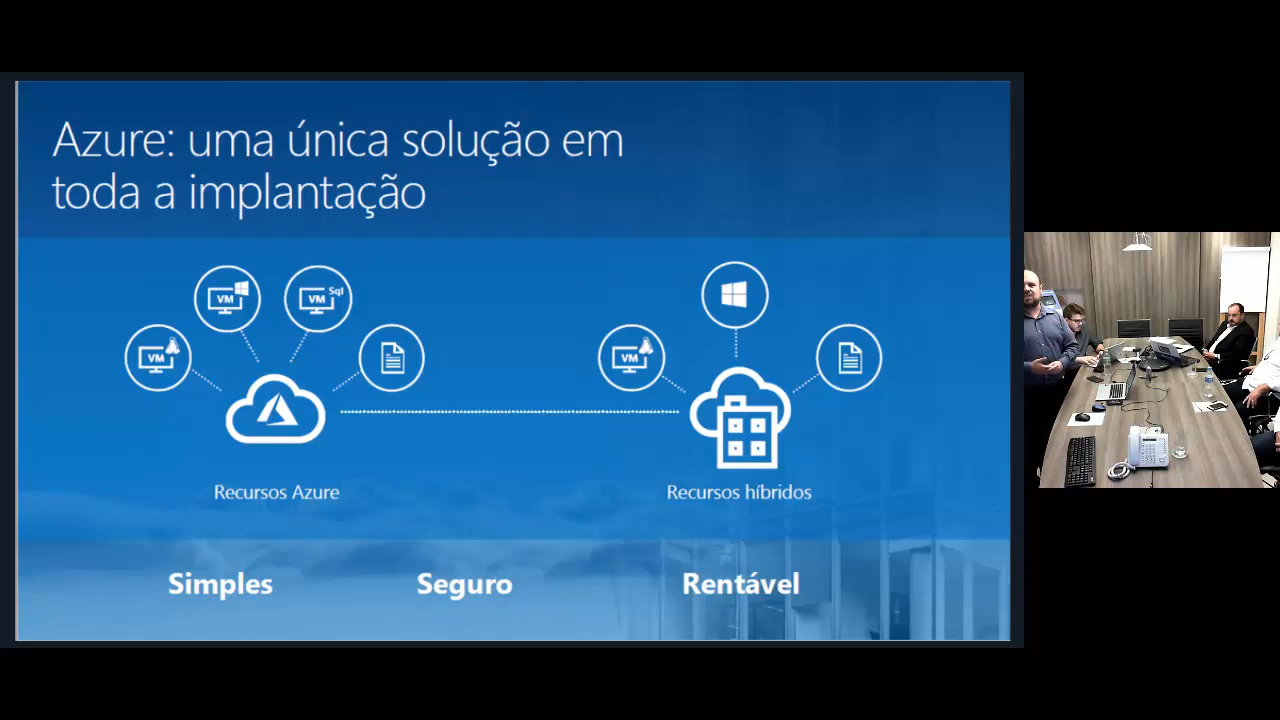 Azure: uma única solução em
toda a implantação
VM
VM
VM Sql
VM
Recursos Azure
Recursos híbridos
Simples
Seguro
Rentável